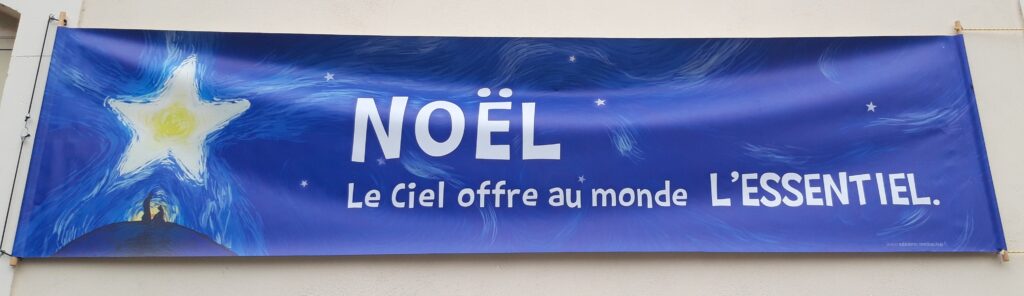 NOËL
Le Ciel offre au monde L'ESSENTIEL.